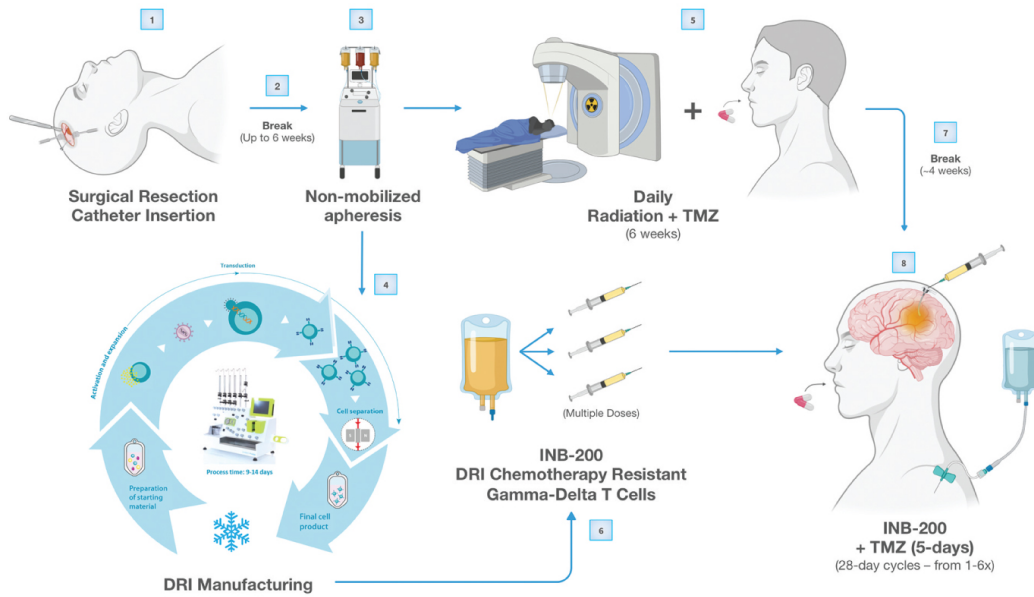 1
2
Break
(Up to 6 weeks)
3
5
7
Break
(~4 weeks)
Surgical Resection
Catheter Insertion
Non-mobilized
apheresis
Daily
Radiation + TMZ
(6 weeks)
+
4
Transduction
Activation and expansion
Cell separation
Process time: 9-14 days
Preparation
of starting
material
Final cell
product
DRI Manufacturing
(Multiple Doses)
INB-200
DRI Chemotherapy Resistant
Gamma-Delta T Cells
6
8
INB-200
+ TMZ (5-days)
(28-day cycles – from 1-6x)